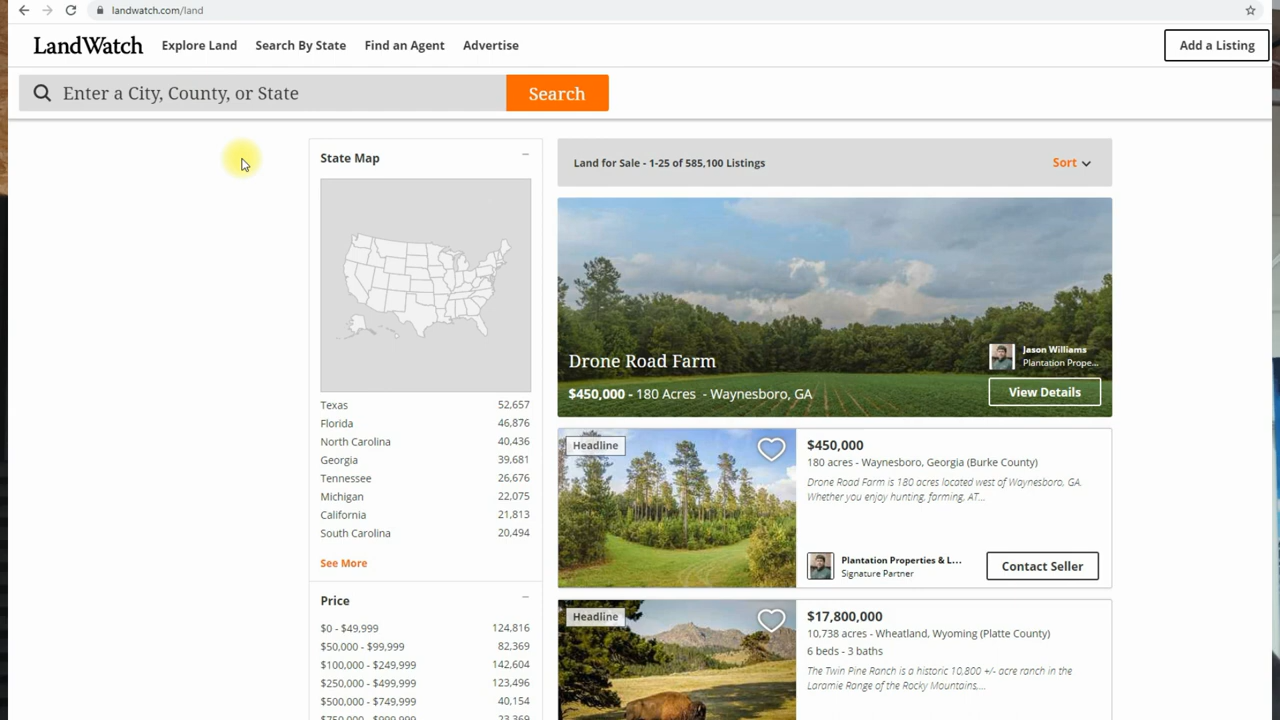 landwatch.com/land
LandWatch Explore Land Search By State Find an Agent Advertise Add a Listing
Enter a City, County, or State Search
State Map
Texas 52,657
Florida 46,876
North Carolina 40,436
Georgia 39,681
Tennessee 26,676
Michigan 22,075
California 21,813
South Carolina 20,494
See More
Price
$0 - $49,999 124,816
$50,000 - $99,999 82,369
$100,000 - $249,999 142,604
$250,000 - $499,999 123,496
$500,000 - $749,999 40,154
$750,000 - $999,999 23,369
Land for Sale - 1-25 of 585,100 Listings Sort
Drone Road Farm
$450,000 - 180 Acres - Waynesboro, GA
Jason Williams
Plantation Prope...
View Details
Headline
$450,000
180 acres - Waynesboro, Georgia (Burke County)
Drone Road Farm is 180 acres located west of Waynesboro, GA.
Whether you enjoy hunting, farming, AT...
Plantation Properties & L...
Signature Partner
Contact Seller
Headline
$17,800,000
10,738 acres - Wheatland, Wyoming (Platte County)
6 beds - 3 baths
The Twin Pine Ranch is a historic 10,800 +/- acre ranch in the
Laramie Range of the Rocky Mountains,...